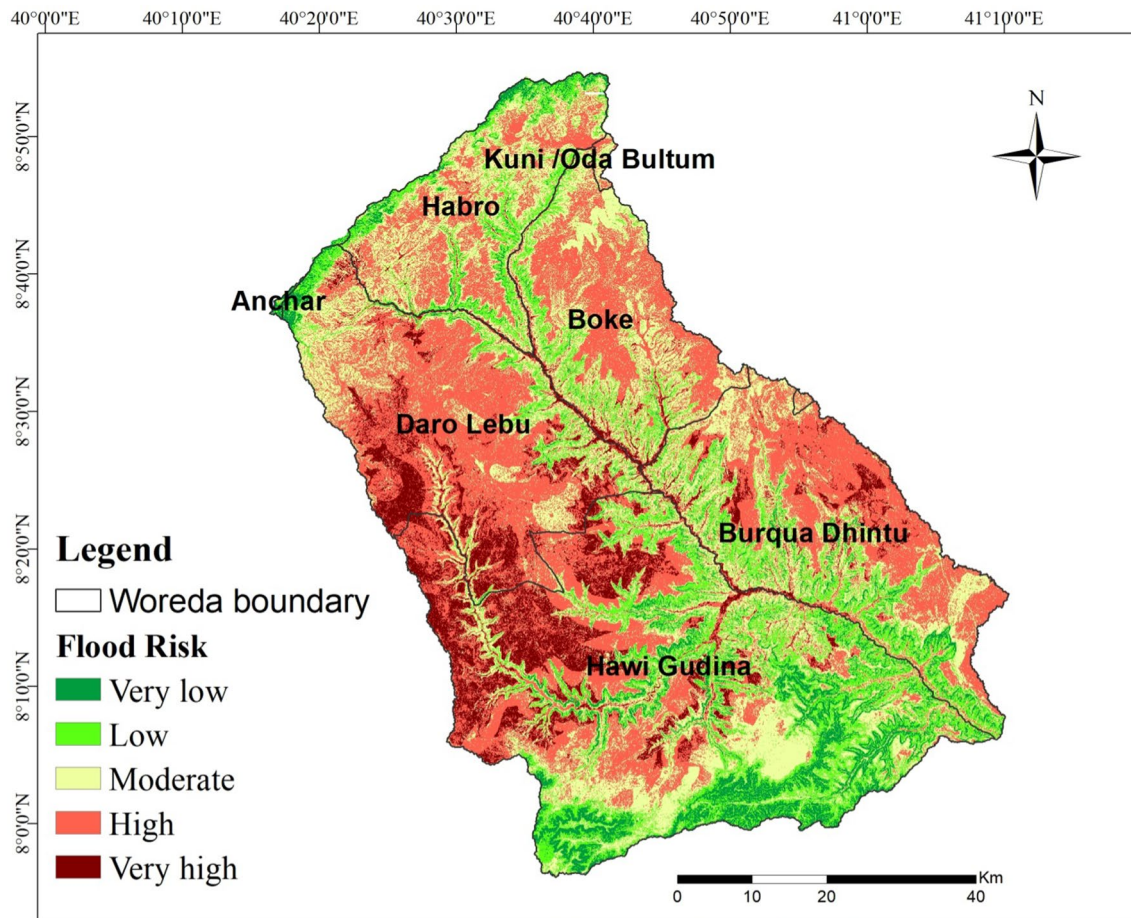 40°0'0"E 40°20'0"E 40°30'0"E 40°40'0"E 40°50'0"E 41°0'0"E 41°10'0"E
N
8°50'0"N
Kuni /Oda Bultum
Habro
8°40'0"N
Anchar
Boke
8°30'0"N
Daro Lebu
8°20'0"N
Burqua Dhintu
Legend
Woreda boundary
Flood Risk
Hawi Gudina
Very low
8°10'0"N
Low
Moderate
High
8°0'0"N
Very high
Km
0 10 20 40